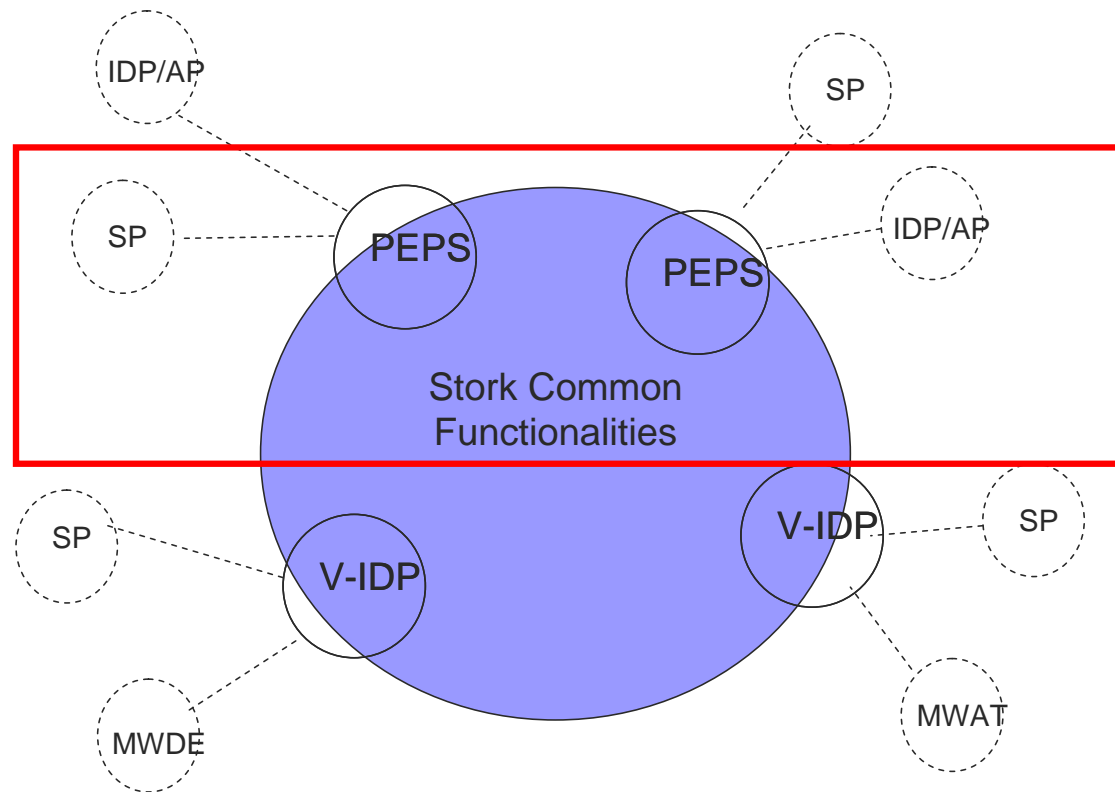 IDP/AP
SP
SP
IDP/AP
PEPS
PEPS
Stork Common
Functionalities
SP
V-IDP
V-IDP
SP
MWDE
MWAT